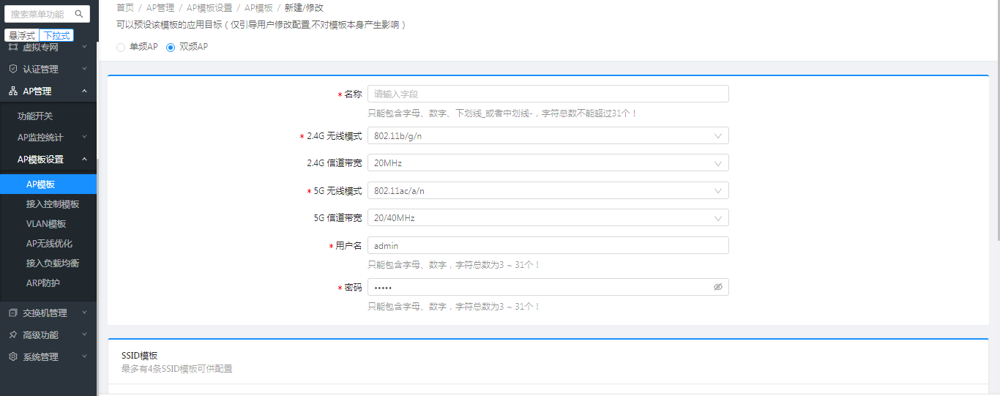 搜索菜单功能
悬浮式 下拉式
虚拟专网
认证管理
AP管理
功能开关
AP监控统计
AP模板设置
AP模板
接入控制模板
VLAN模板
AP无线优化
接入负载均衡
ARP防护
交换机管理
高级功能
系统管理
首页 / AP管理 / AP模板设置 / AP模板 / 新建/修改
可以预设该模板的应用目标（仅引导用户修改配置,不对模板本身产生影响）
单频AP 双频AP
* 名称 请输入字段
只能包含字母、数字、下划线_或者中划线-，字符总数不能超过31个！
* 2.4G 无线模式 802.11b/g/n
2.4G 信道带宽 20MHz
* 5G 无线模式 802.11ac/a/n
5G 信道带宽 20/40MHz
* 用户名 admin
只能包含字母、数字，字符总数为3 ~ 31个！
* 密码 •••••
只能包含字母、数字，字符总数为3 ~ 31个！
SSID模板
最多有4条SSID模板可供配置